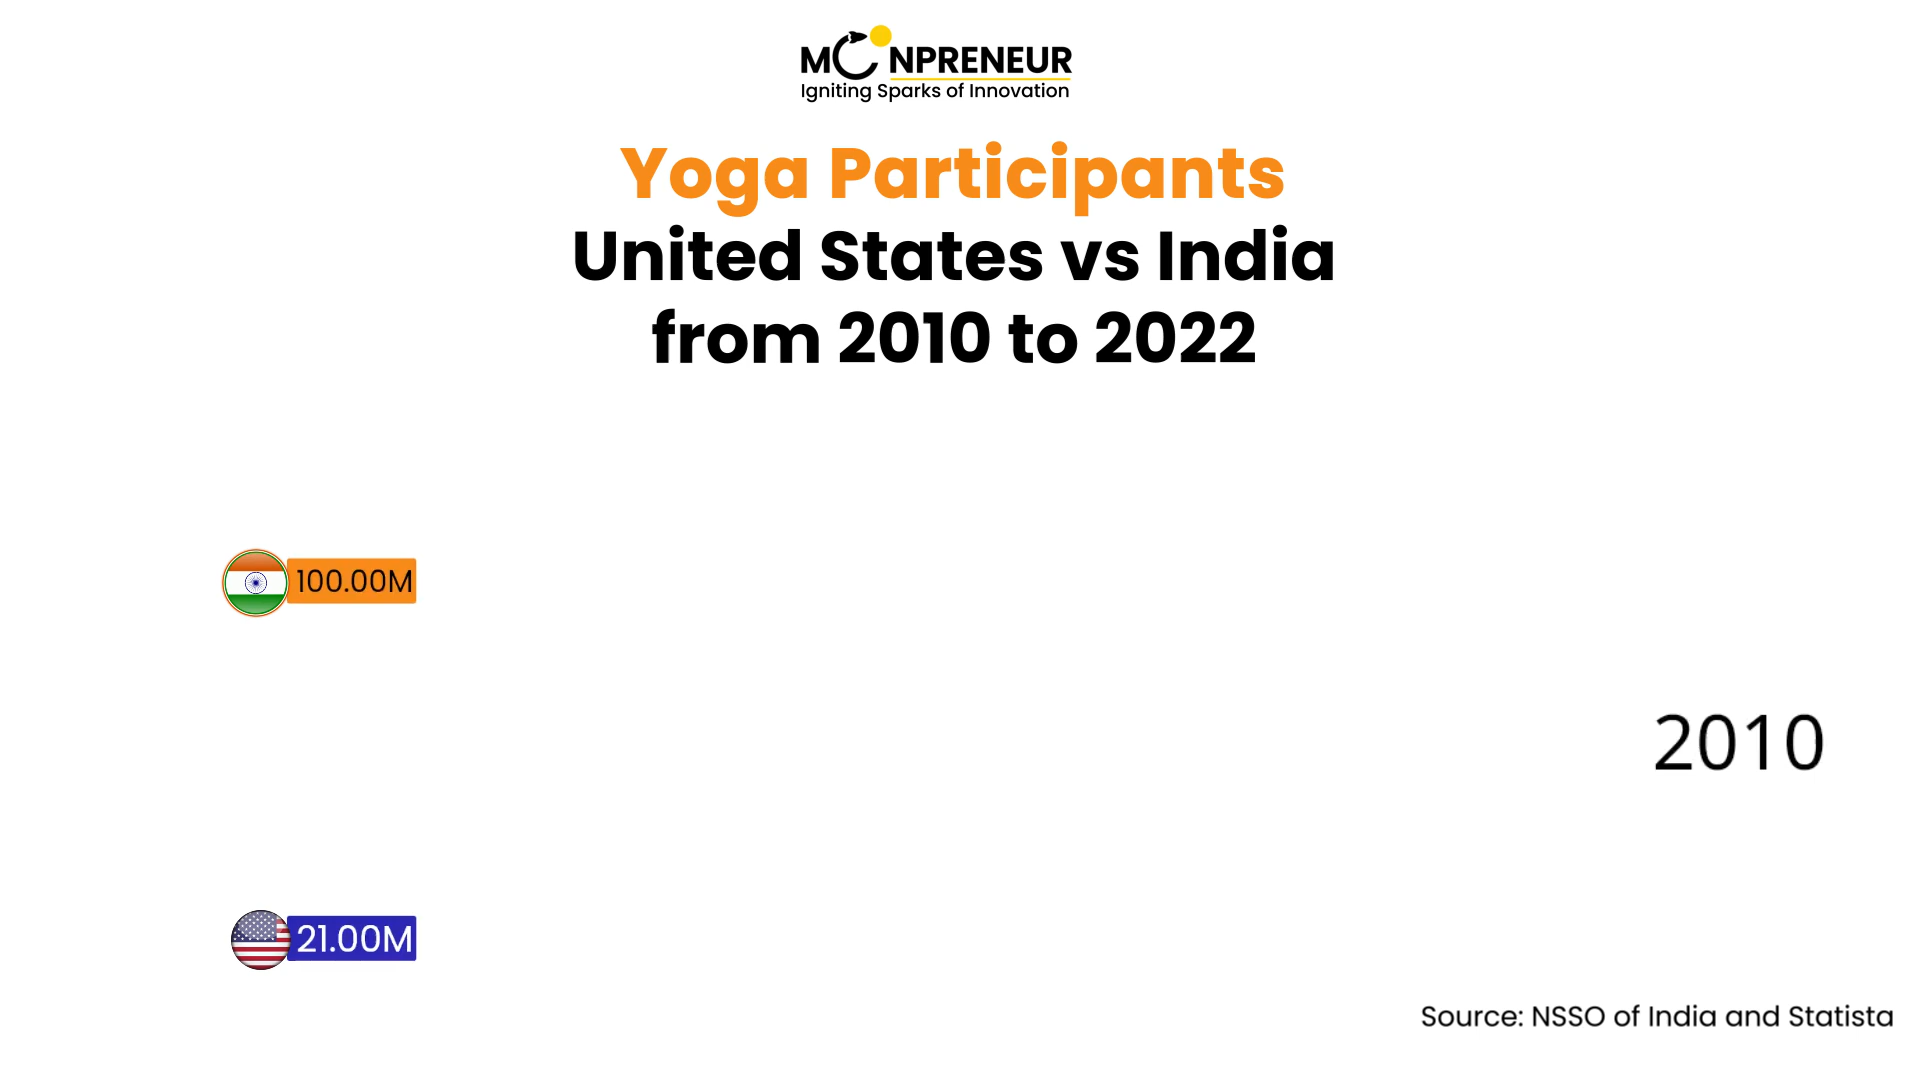 MOONPRENEUR
Igniting Sparks of Innovation
Yoga Participants
United States vs India
from 2010 to 2022
100.00M
2010
21.00M
Source: NSSO of India and Statista